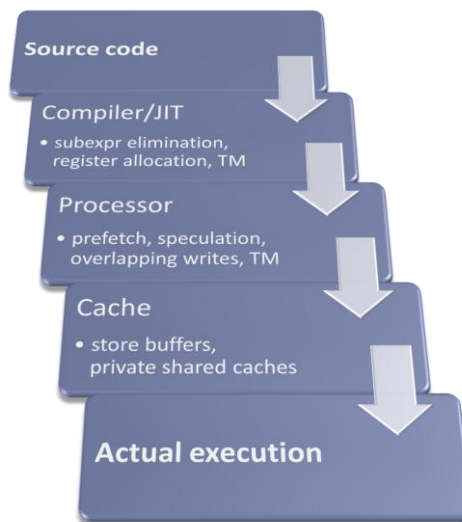 Source code
Compiler/JIT
• subexpr elimination,
register allocation, TM
Processor
• prefetch, speculation,
overlapping writes, TM
Cache
• store buffers,
private shared caches
Actual execution